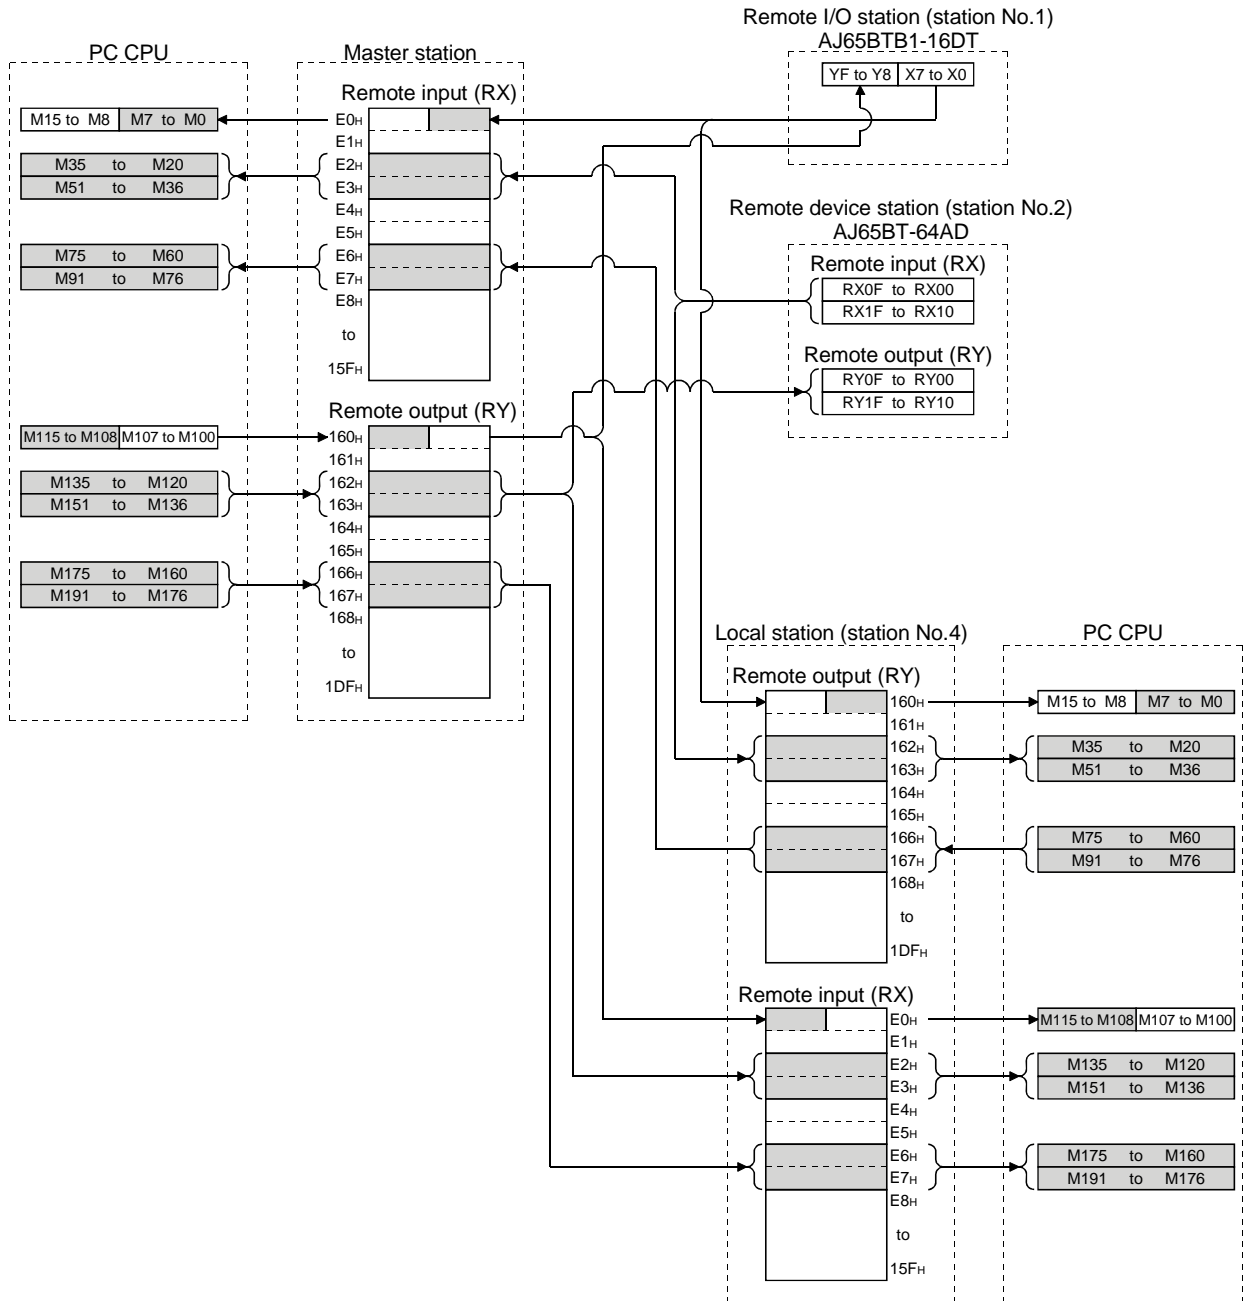 Remote I/O station (station No.1)
AJ65BTB1-16DT
YF to Y8 X7 to X0
PC CPU
Master station
Remote input (RX)
M15 to M8 M7 to M0
M35 to M20
M51 to M36
M75 to M60
M91 to M76
E0H
E1H
E2H
E3H
E4H
E5H
E6H
E7H
E8H
to
15FH
Remote device station (station No.2)
AJ65BT-64AD
Remote input (RX)
RX0F to RX00
RX1F to RX10
Remote output (RY)
RY0F to RY00
RY1F to RY10
Remote output (RY)
M115 to M108 M107 to M100
M135 to M120
M151 to M136
M175 to M160
M191 to M176
160H
161H
162H
163H
164H
165H
166H
167H
168H
to
1DFH
Local station (station No.4)
PC CPU
Remote output (RY)
160H
161H
162H
163H
164H
165H
166H
167H
168H
to
1DFH
M15 to M8 M7 to M0
M35 to M20
M51 to M36
M75 to M60
M91 to M76
Remote input (RX)
E0H
E1H
E2H
E3H
E4H
E5H
E6H
E7H
E8H
to
15FH
M115 to M108 M107 to M100
M135 to M120
M151 to M136
M175 to M160
M191 to M176